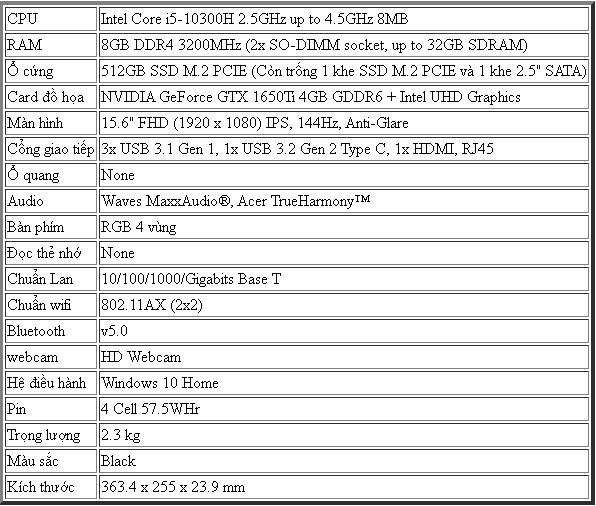 CPU Intel Core i5-10300H 2.5GHz up to 4.5GHz 8MB
RAM 8GB DDR4 3200MHz (2x SO-DIMM socket, up to 32GB SDRAM)
Ổ cứng 512GB SSD M.2 PCIE (Còn trống 1 khe SSD M.2 PCIE và 1 khe 2.5" SATA)
Card đồ họa NVIDIA GeForce GTX 1650Ti 4GB GDDR6 + Intel UHD Graphics
Màn hình 15.6" FHD (1920 x 1080) IPS, 144Hz, Anti-Glare
Cổng giao tiếp 3x USB 3.1 Gen 1, 1x USB 3.2 Gen 2 Type C, 1x HDMI, RJ45
Ổ quang None
Audio Waves MaxxAudio®, Acer TrueHarmony™
Bàn phím RGB 4 vùng
Đọc thẻ nhớ None
Chuẩn Lan 10/100/1000/Gigabits Base T
Chuẩn wifi 802.11AX (2x2)
Bluetooth v5.0
webcam HD Webcam
Hệ điều hành Windows 10 Home
Pin 4 Cell 57.5WHr
Trọng lượng 2.3 kg
Màu sắc Black
Kích thước 363.4 x 255 x 23.9 mm